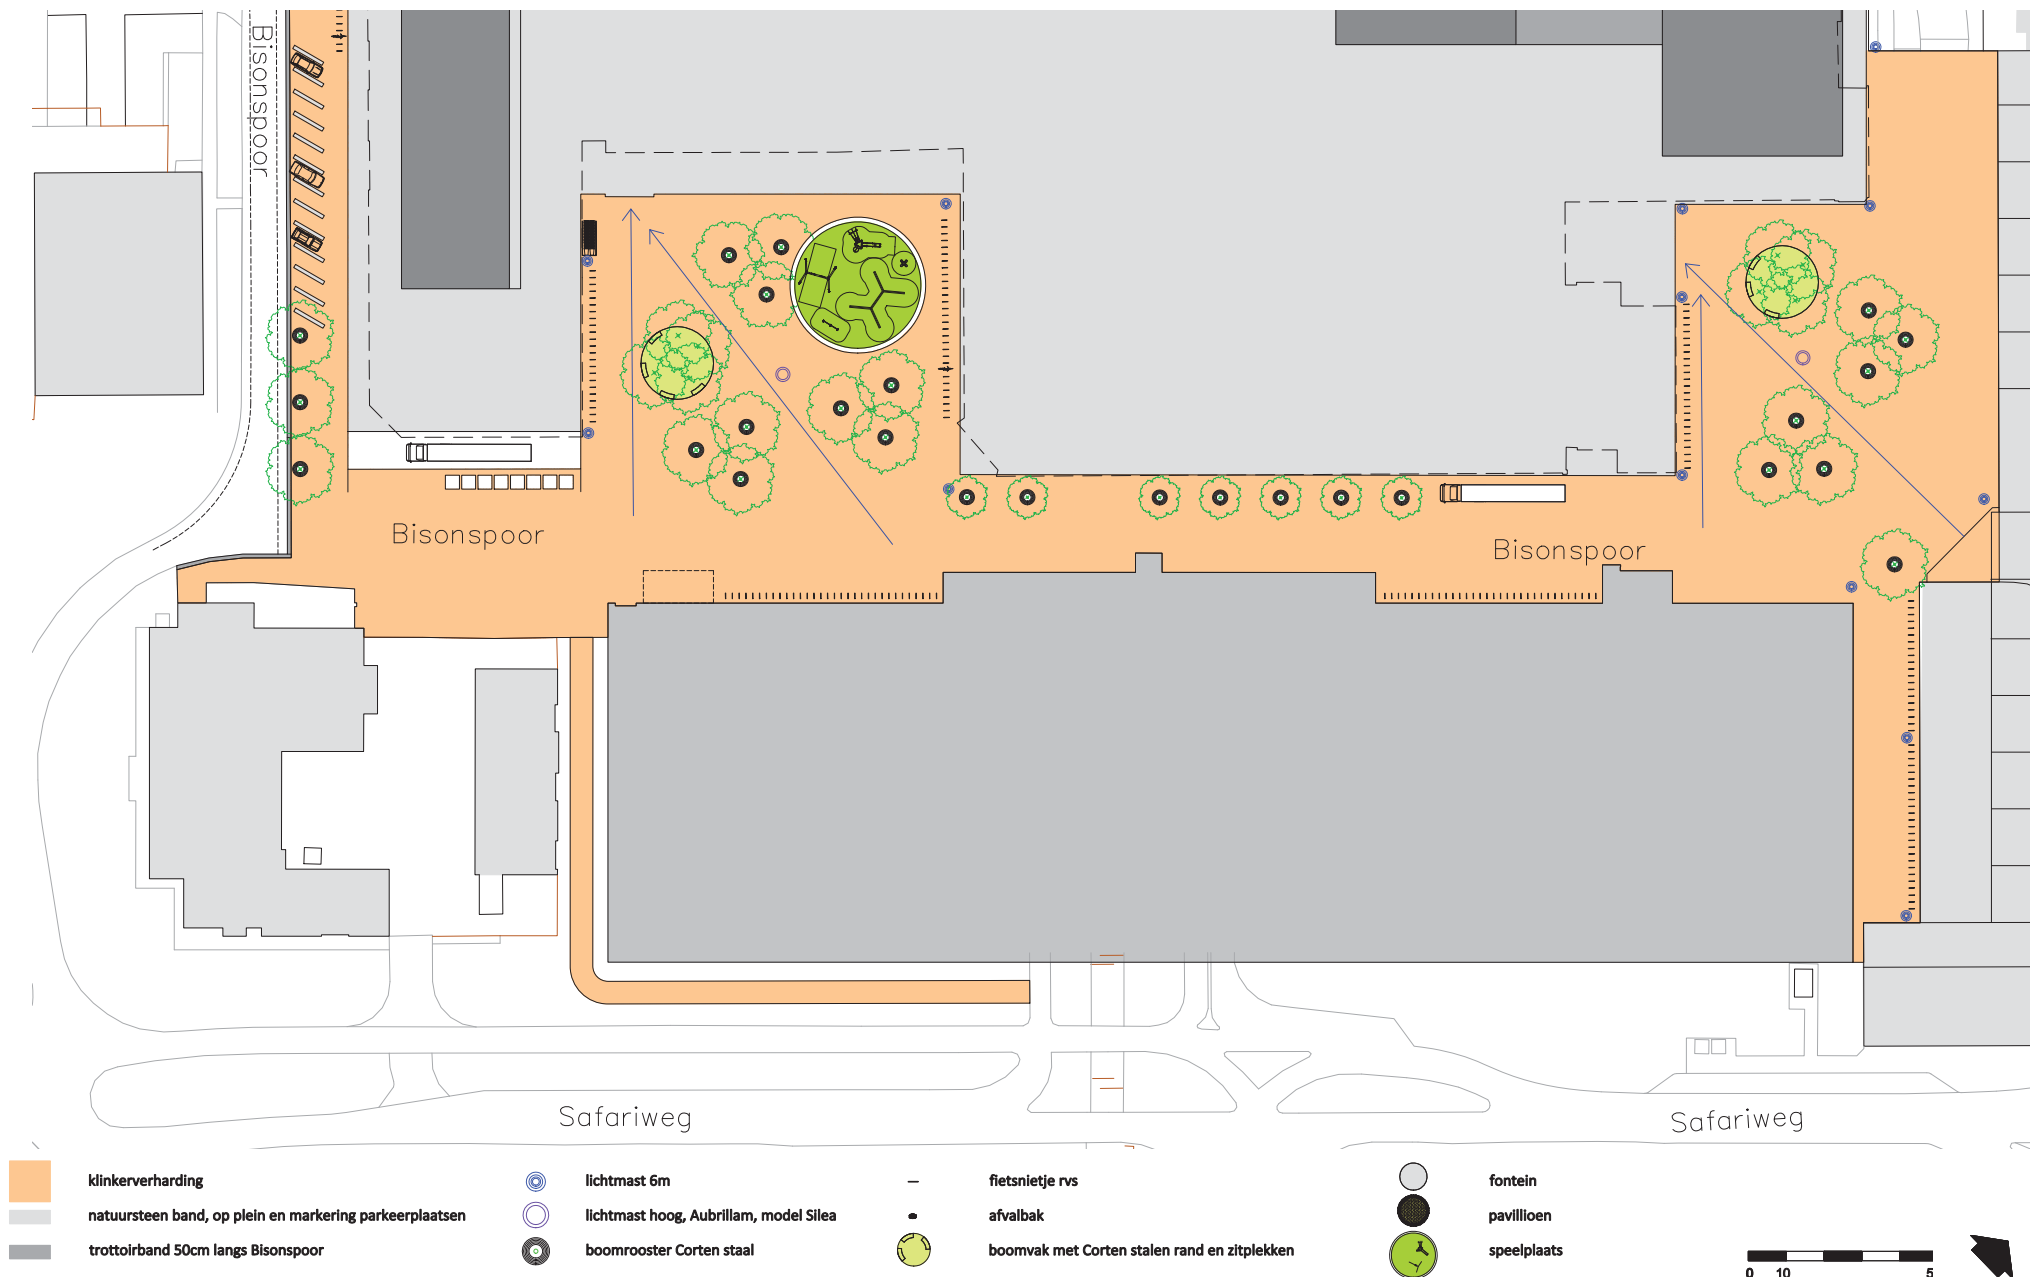 Bisonspoor
Bisonspoor
Bisonspoor
Safariweg
Safariweg
klinkerverharding
natuursteen band, op plein en markering parkeerplaatsen
trottoirband 50cm langs Bisonspoor
lichtmast 6m
lichtmast hoog, Aubrillam, model Silea
boomrooster Corten staal
fietsnietje rvs
afvalbak
boomvak met Corten stalen rand en zitplekken
fontein
pavillioen
speelplaats
0 10 5